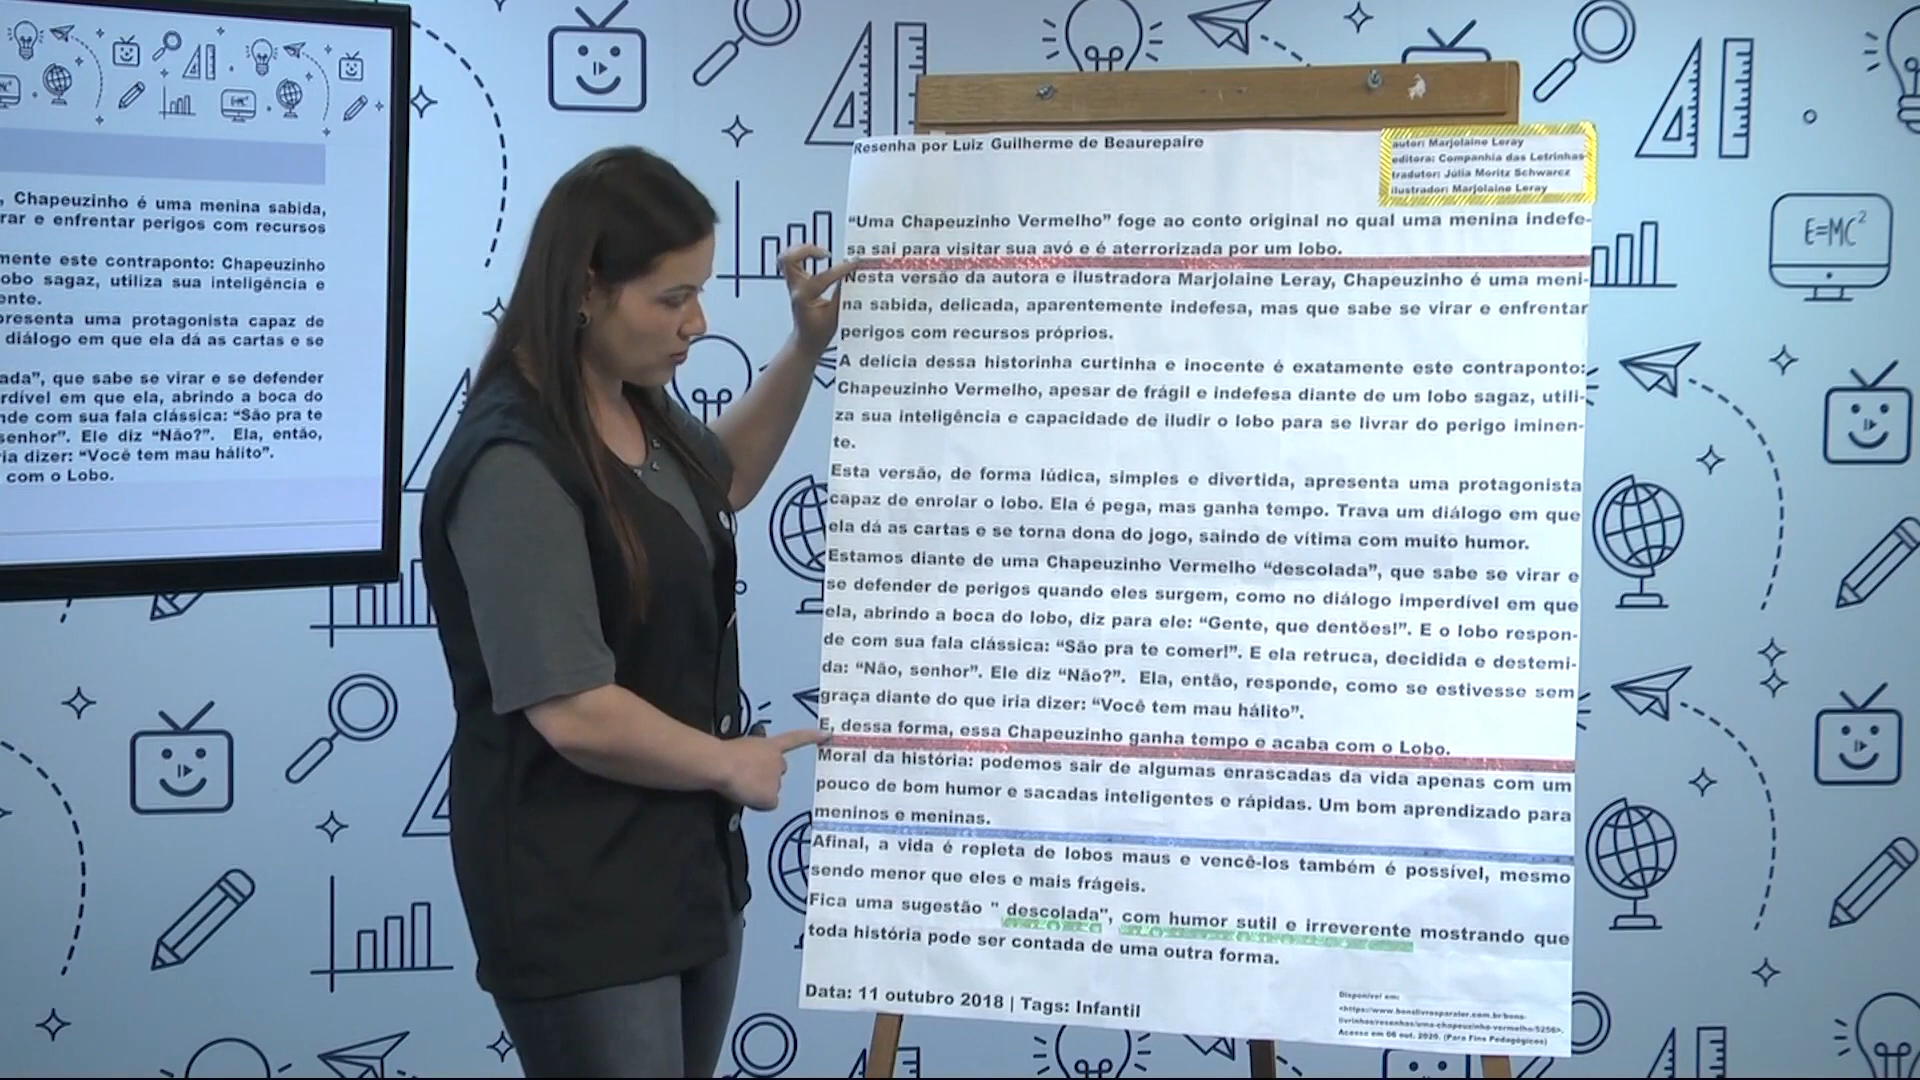 , Chapeuzinho é uma menina sabida,
rar e enfrentar perigos com recursos
mente este contraponto: Chapeuzinho
obo sagaz, utiliza sua inteligência e
ente.
presenta uma protagonista capaz de
diálogo em que ela dá as cartas e se
ada”, que sabe se virar e se defender
rdível em que ela, abrindo a boca do
nde com sua fala clássica: “São pra te
senhor”. Ele diz “Não?”. Ela, então,
ia dizer: “Você tem mau hálito”.
com o Lobo.
Resenha por Luiz Guilherme de Beaurepaire
autor: Marjolaine Leray
editora: Companhia das Letrinhas
tradutor: Júlia Moritz Schwarcz
ilustrador: Marjolaine Leray
“Uma Chapeuzinho Vermelho” foge ao conto original no qual uma menina indefe-
sa sai para visitar sua avó e é aterrorizada por um lobo.
Nesta versão da autora e ilustradora Marjolaine Leray, Chapeuzinho é uma meni-
na sabida, delicada, aparentemente indefesa, mas que sabe se virar e enfrentar
perigos com recursos próprios.
A delícia dessa historinha curtinha e inocente é exatamente este contraponto:
Chapeuzinho Vermelho, apesar de frágil e indefesa diante de um lobo sagaz, utili-
za sua inteligência e capacidade de iludir o lobo para se livrar do perigo iminen-
te.
Esta versão, de forma lúdica, simples e divertida, apresenta uma protagonista
capaz de enrolar o lobo. Ela é pega, mas ganha tempo. Trava um diálogo em que
ela dá as cartas e se torna dona do jogo, saindo de vítima com muito humor.
Estamos diante de uma Chapeuzinho Vermelho “descolada”, que sabe se virar e
se defender de perigos quando eles surgem, como no diálogo imperdível em que
ela, abrindo a boca do lobo, diz para ele: “Gente, que dentões!”. E o lobo respon-
de com sua fala clássica: “São pra te comer!”. E ela retruca, decidida e destemi-
da: “Não, senhor”. Ele diz “Não?”. Ela, então, responde, como se estivesse sem
graça diante do que iria dizer: “Você tem mau hálito”.
E, dessa forma, essa Chapeuzinho ganha tempo e acaba com o Lobo.
Moral da história: podemos sair de algumas enrascadas da vida apenas com um
pouco de bom humor e sacadas inteligentes e rápidas. Um bom aprendizado para
meninos e meninas.
Afinal, a vida é repleta de lobos maus e vencê-los também é possível, mesmo
sendo menor que eles e mais frágeis.
Fica uma sugestão " descolada", com humor sutil e irreverente mostrando que
toda história pode ser contada de uma outra forma.
Data: 11 outubro 2018 | Tags: Infantil
Disponível em:
<https://www.bonslivrosparaler.com.br/bons-
livrinhos/resenhas/uma-chapeuzinho-vermelho/5256>.
Acesso em 06 out. 2020. (Para Fins Pedagógicos)
E=MC²